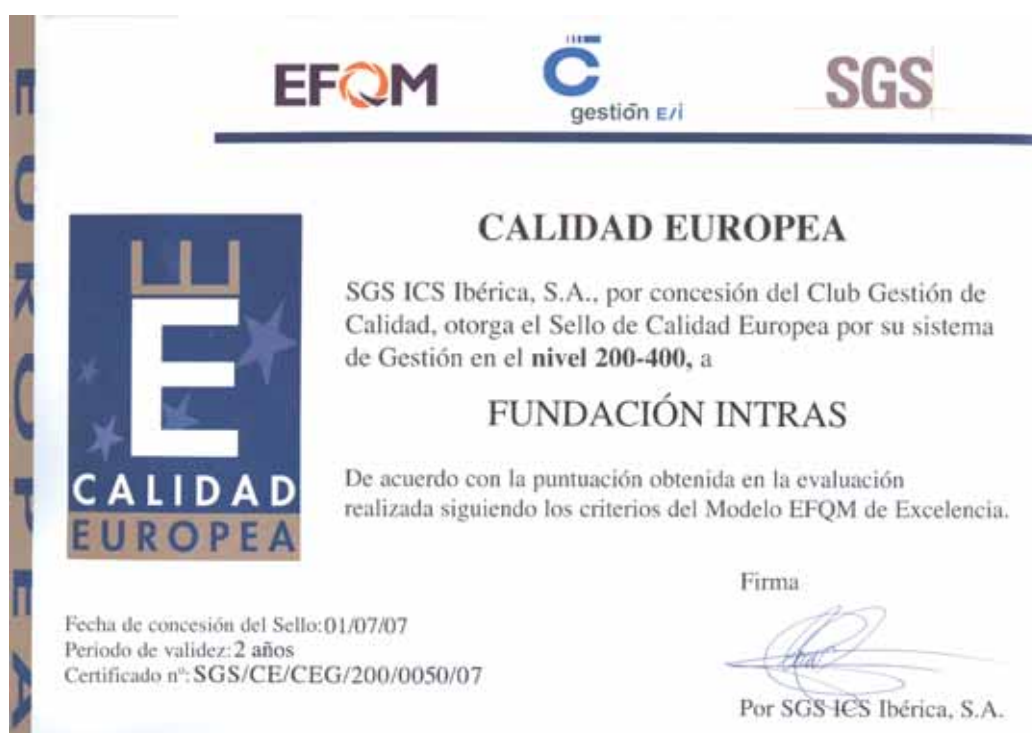 EUROPEA
EFQM
gestión E/i
SGS
CALIDAD EUROPEA
SGS ICS Ibérica, S.A., por concesión del Club Gestión de
Calidad, otorga el Sello de Calidad Europea por su sistema
de Gestión en el nivel 200-400, a
FUNDACIÓN INTRAS
De acuerdo con la puntuación obtenida en la evaluación
realizada siguiendo los criterios del Modelo EFQM de Excelencia.
CALIDAD
EUROPEA
Fecha de concesión del Sello:01/07/07
Periodo de validez:2 años
Certificado nº:SGS/CE/CEG/200/0050/07
Firma
Por SGS ICS Ibérica, S.A.